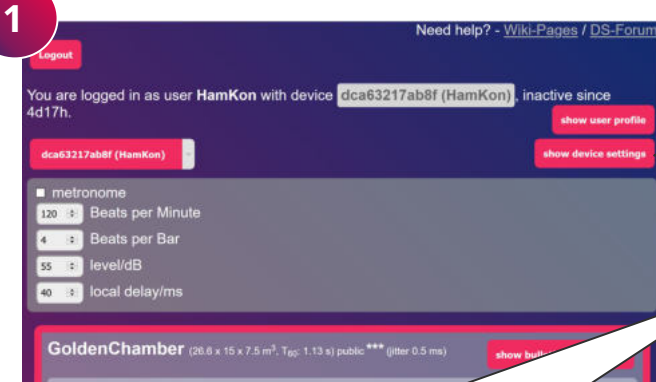 1
Need help? - Wiki-Pages / DS-Forum
Logout
You are logged in as user HamKon with device dca63217ab8f (HamKon) , inactive since
4d17h.
show user profile
dca63217ab8f (HamKon)
show device settings
metronome
120 Beats per Minute
4 Beats per Bar
55 level/dB
40 local delay/ms
GoldenChamber (26.6 x 15 x 7.5 m³, T60: 1.13 s) public *** (jitter 0.5 ms)
show